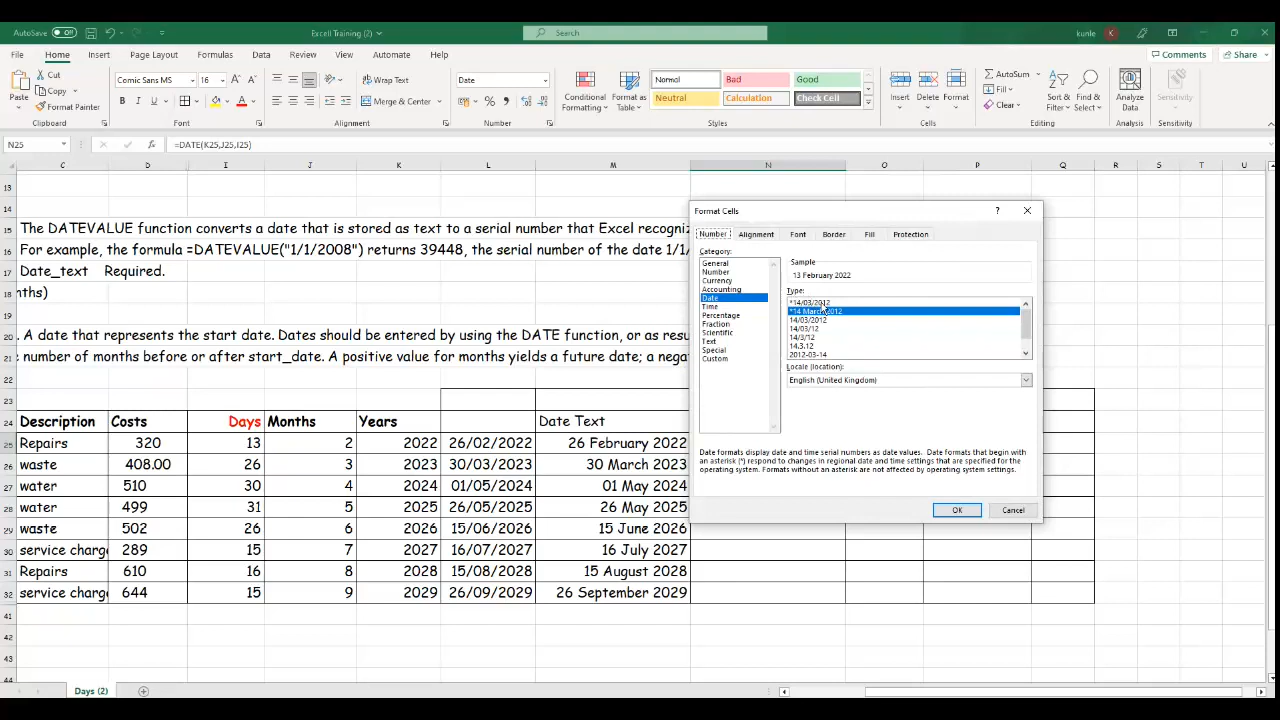 AutoSave Off Excell Training (2) Search kunle K
File Home Insert Page Layout Formulas Data Review View Automate Help Comments Share
Cut Comic Sans MS 16 Wrap Text Date Normal Bad Good AutoSum
Paste Copy Format Painter Merge & Center Conditional Formatting Format as Table Neutral Calculation Check Cell Insert Delete Format Fill Clear Sort & Filter Find & Select Analyze Data Sensitivity
Clipboard Font Alignment Number Styles Cells Editing Analysis Sensitivity
N25 =DATE(K25,J25,I25)
C D I J K L M N O P Q R S T U
13
14
15 The DATEVALUE function converts a date that is stored as text to a serial number that Excel recogniz
16 For example, the formula =DATEVALUE("1/1/2008") returns 39448, the serial number of the date 1/1/
17 Date_text Required.
18 nths)
19
20 . A date that represents the start date. Dates should be entered by using the DATE function, or as resu
21 e number of months before or after start_date. A positive value for months yields a future date; a nega
22
23
24 Description Costs Days Months Years Date Text
25 Repairs 320 13 2 2022 26/02/2022 26 February 2022
26 waste 408.00 26 3 2023 30/03/2023 30 March 2023
27 water 510 30 4 2024 01/05/2024 01 May 2024
28 water 499 31 5 2025 26/05/2025 26 May 2025
29 waste 502 26 6 2026 15/06/2026 15 June 2026
30 service charge 289 15 7 2027 16/07/2027 16 July 2027
31 Repairs 610 16 8 2028 15/08/2028 15 August 2028
32 service charge 644 15 9 2029 26/09/2029 26 September 2029
41
42
43
44
Format Cells ?
Number Alignment Font Border Fill Protection
Category:
General
Number
Currency
Accounting
Date
Time
Percentage
Fraction
Scientific
Text
Special
Custom
Sample
13 February 2022
Type:
*14/03/2012
*14 March 2012
14/03/2012
14/03/12
14/3/12
14.3.12
2012-03-14
Locale (location):
English (United Kingdom)
Date formats display date and time serial numbers as date values. Date formats that begin with
an asterisk (*) respond to changes in regional date and time settings that are specified for the
operating system. Formats without an asterisk are not affected by operating system settings.
OK Cancel
Days (2)